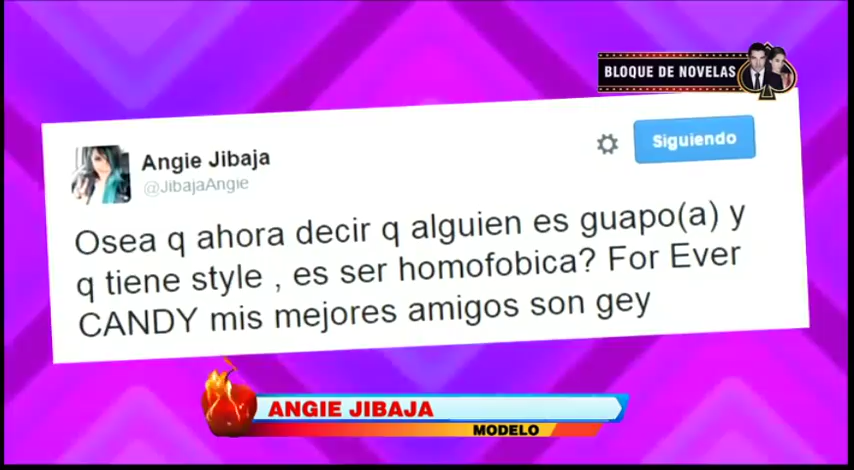 BLOQUE DE NOVELAS
Angie Jibaja
@JibajaAngie
Siguiendo
Osea q ahora decir q alguien es guapo(a) y
q tiene style , es ser homofobica? For Ever
CANDY mis mejores amigos son gey
ANGIE JIBAJA
MODELO